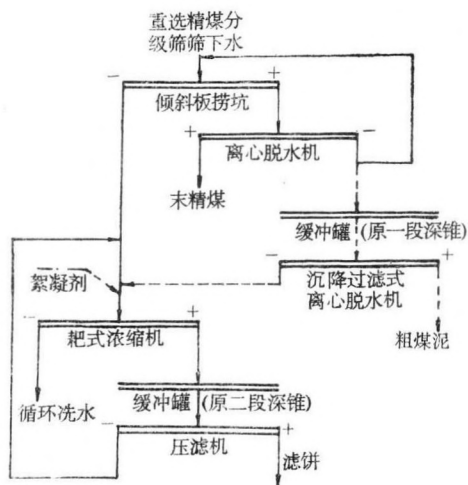 重选精煤分
级筛筛下水
- +
倾斜板捞坑
+ -
离心脱水机
末精煤
缓冲罐 (原一段深锥)
- +
沉降过滤式
离心脱水机
絮凝剂
粗煤泥
- +
耙式浓缩机
循环冼水
缓冲罐 (原二段深锥)
- +
压滤机
滤饼